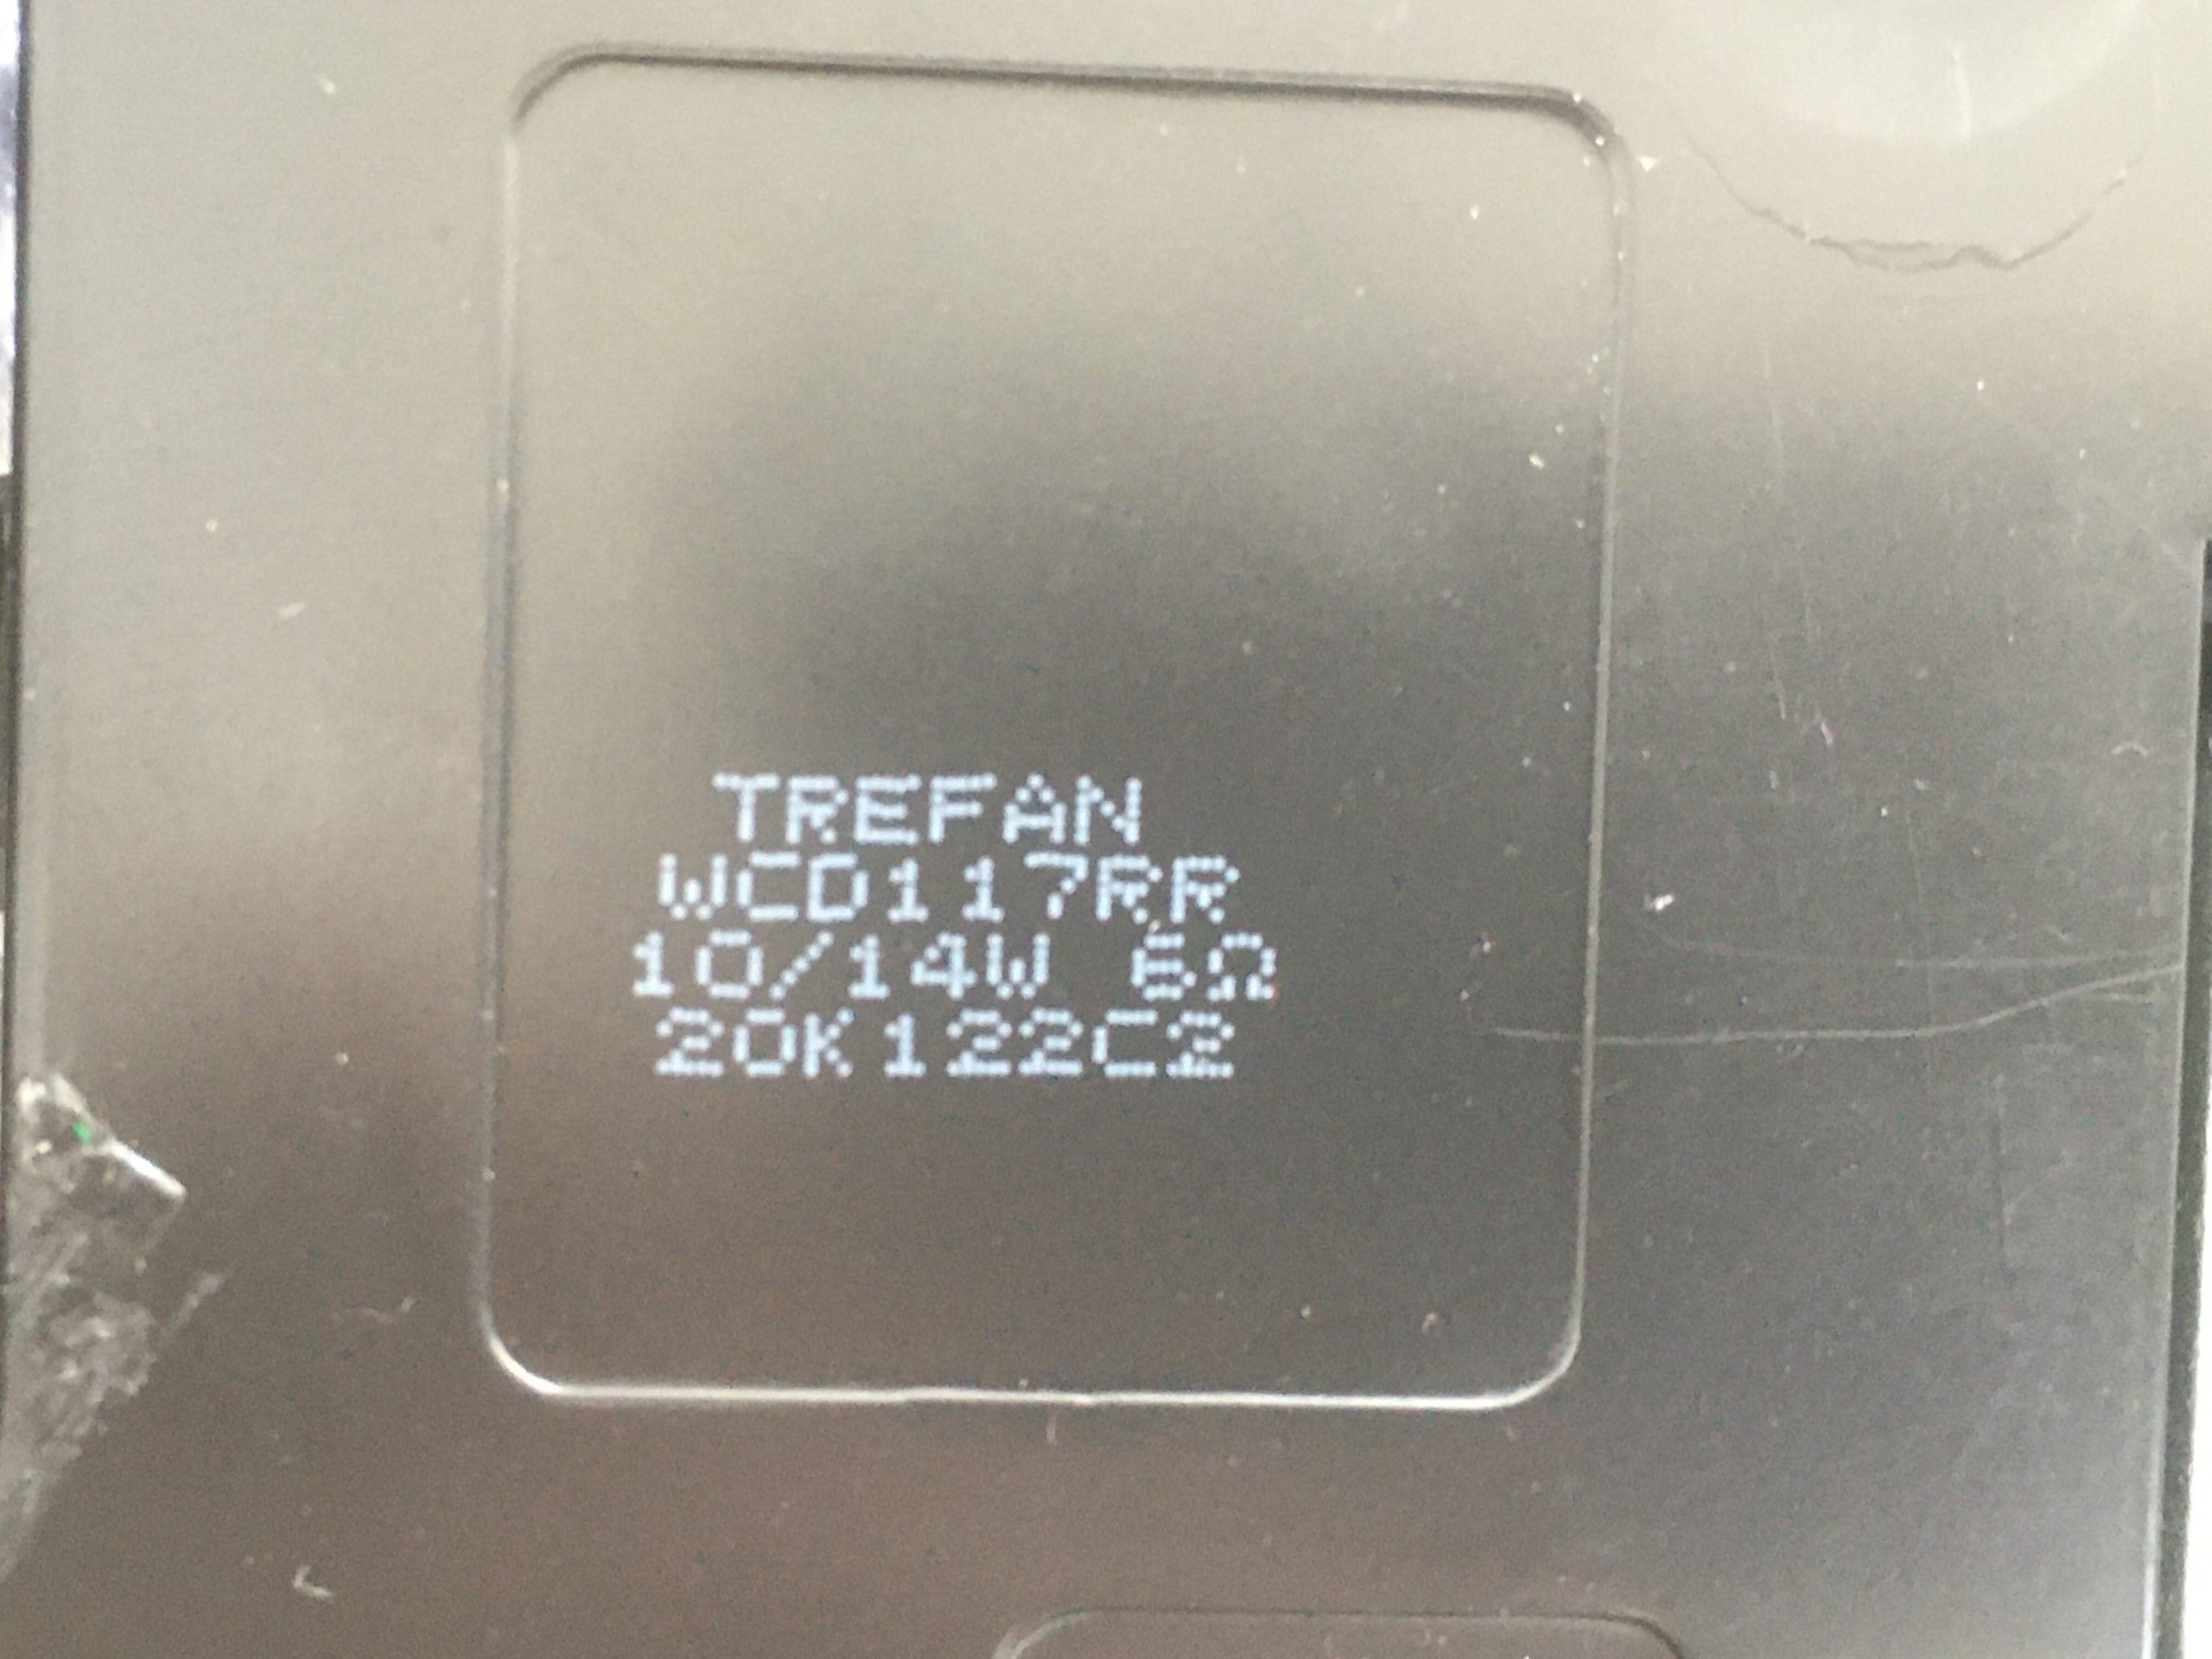 TREFAN
WCD117RR
10/14W 6Ω
20K122C2